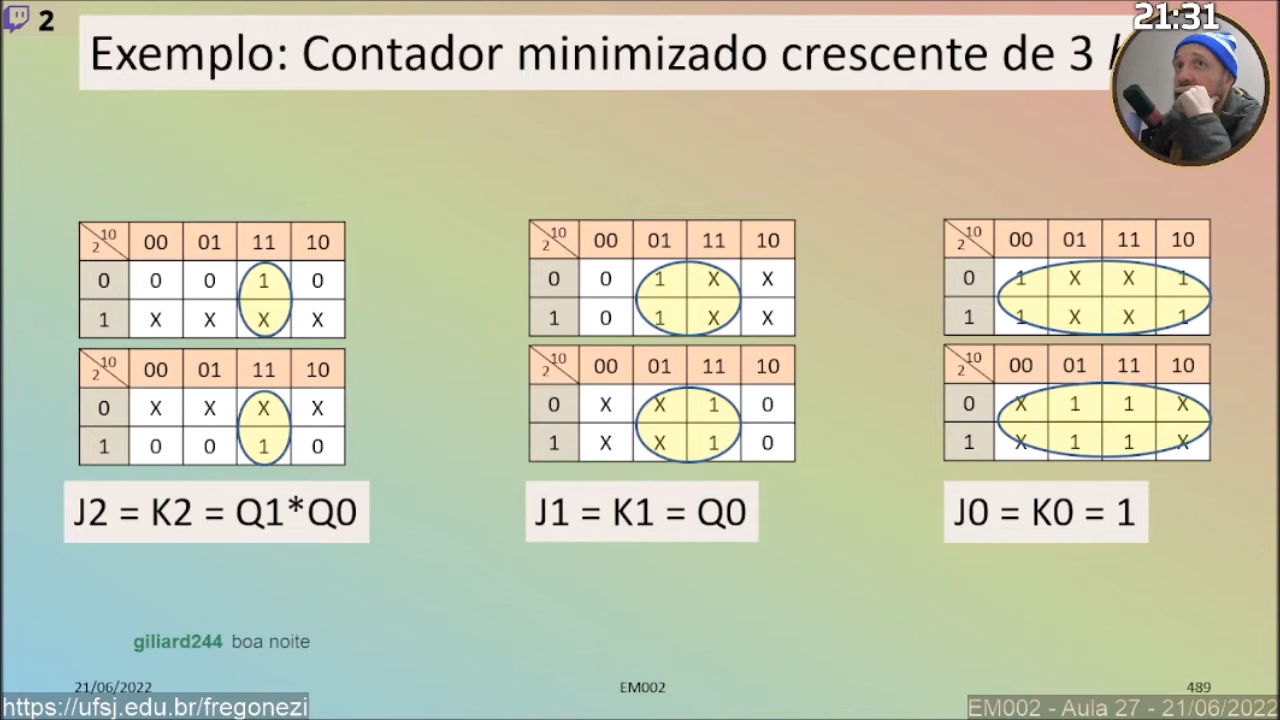 2
21:31
Exemplo: Contador minimizado crescente de 3
10 2 00 01 11 10
0 0 0 1 0
1 X X X X
10 2 00 01 11 10
0 X X X X
1 0 0 1 0
J2 = K2 = Q1*Q0
10 2 00 01 11 10
0 0 1 X X
1 0 1 X X
10 2 00 01 11 10
0 X X 1 0
1 X X 1 0
J1 = K1 = Q0
10 2 00 01 11 10
0 1 X X 1
1 1 X X 1
10 2 00 01 11 10
0 X 1 1 X
1 X 1 1 X
J0 = K0 = 1
giliard244 boa noite
21/06/2022 EM002 489
https://ufsj.edu.br/fregonezi EM002 - Aula 27 - 21/06/2022